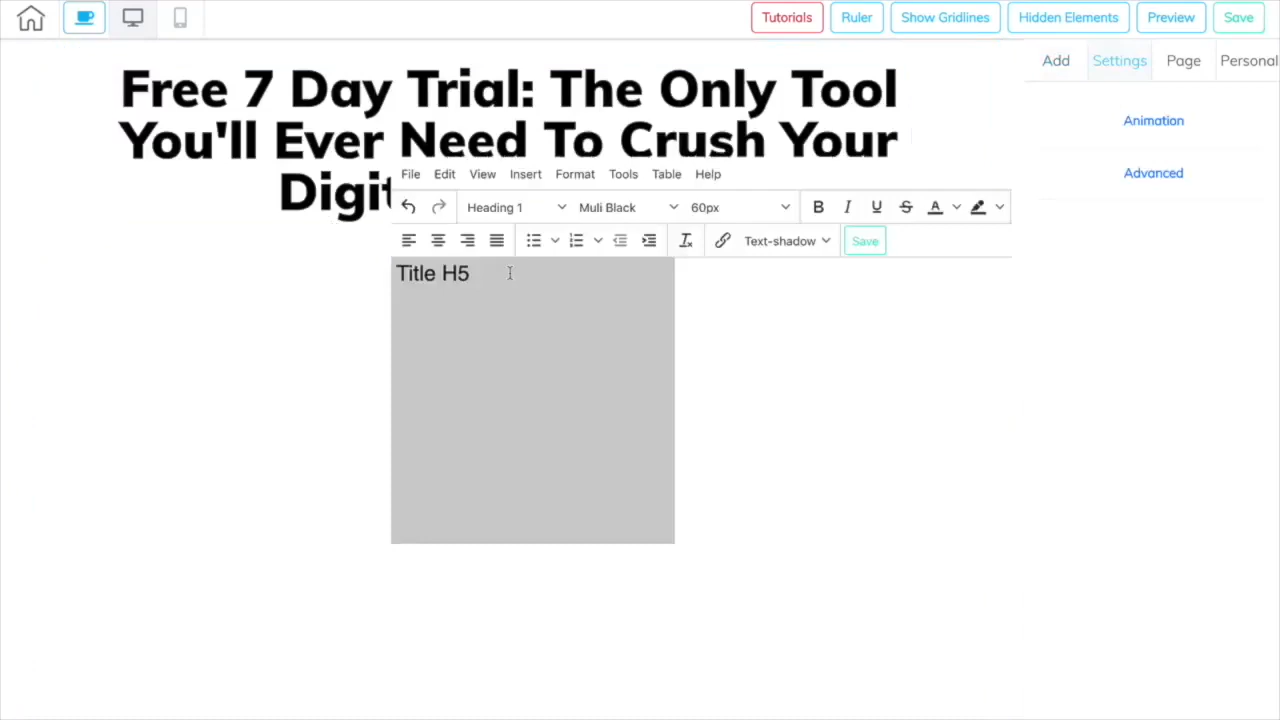 Tutorials Ruler Show Gridlines Hidden Elements Preview Save
Add Settings Page Personal
Free 7 Day Trial: The Only Tool
You'll Ever Need To Crush Your
Digit
Animation
Advanced
File Edit View Insert Format Tools Table Help
Heading 1 Muli Black 60px B I U S A
Text-shadow Save
Title H5